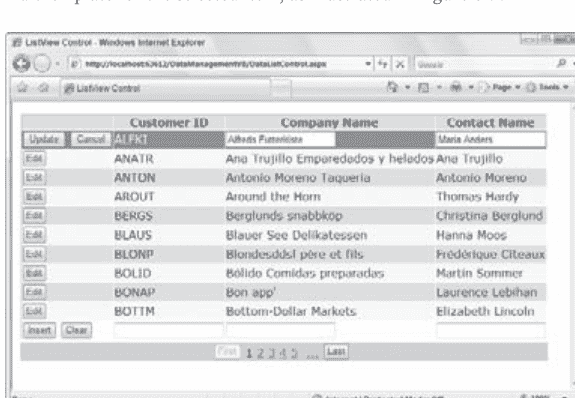 ListView Control - Windows Internet Explorer
http://localhost:63612/DataManagementVB/DataListControl.aspx
ListView Control
Page Tools
Customer ID Company Name Contact Name
Update Cancel ALFKI Alfreds Futterkiste Maria Anders
Edit ANATR Ana Trujillo Emparedados y helados Ana Trujillo
Edit ANTON Antonio Moreno Taquería Antonio Moreno
Edit AROUT Around the Horn Thomas Hardy
Edit BERGS Berglunds snabbköp Christina Berglund
Edit BLAUS Blauer See Delikatessen Hanna Moos
Edit BLONP Blondesddsl père et fils Frédérique Citeaux
Edit BOLID Bólido Comidas preparadas Martín Sommer
Edit BONAP Bon app' Laurence Lebihan
Edit BOTTM Bottom-Dollar Markets Elizabeth Lincoln
Insert Clear
First 1 2 3 4 5 ... Last